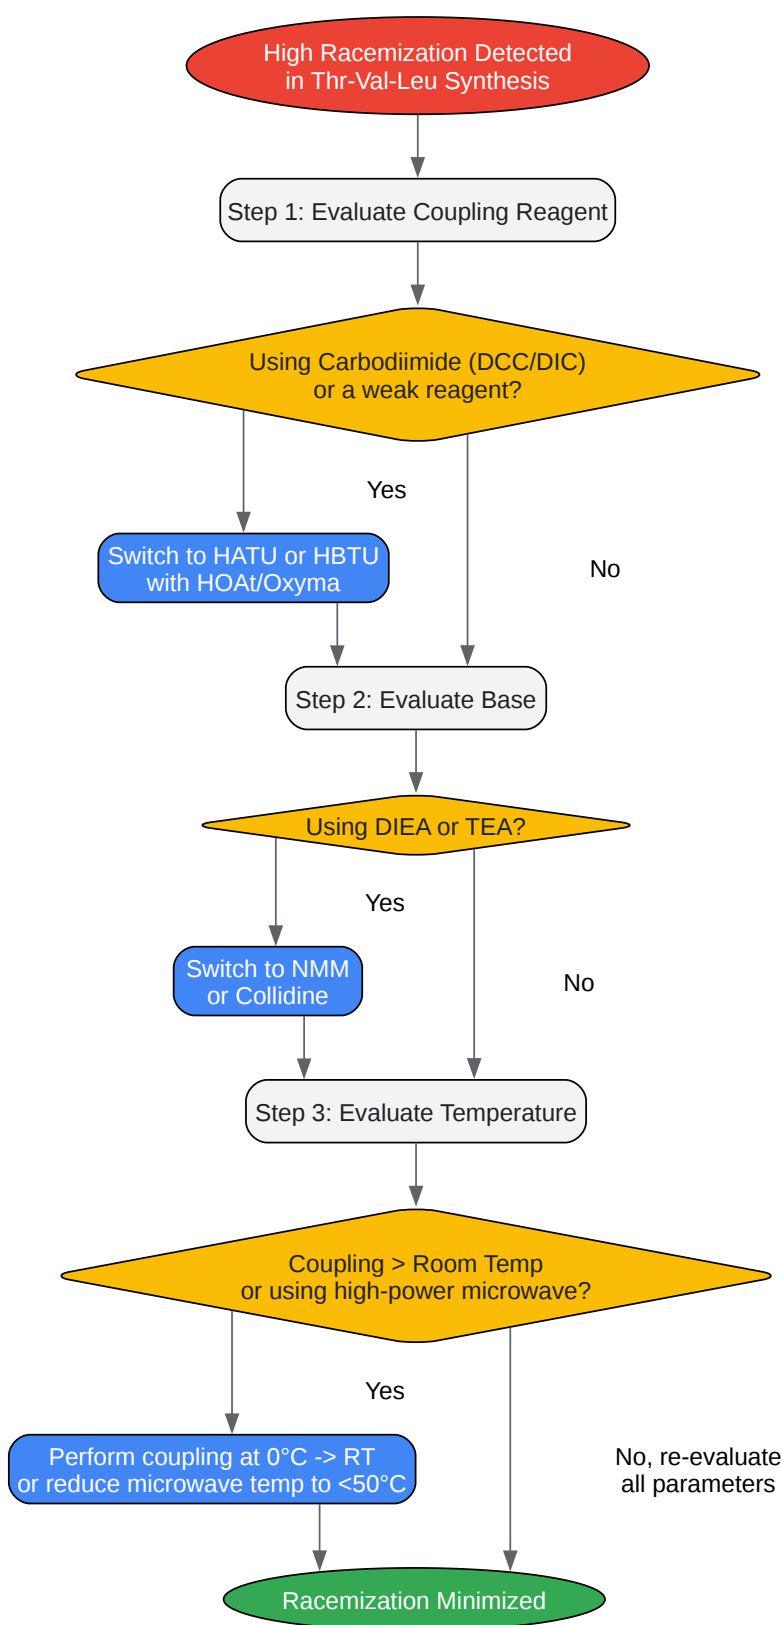 High Racemization Detected
in Thr-Val-Leu Synthesis
Step 1: Evaluate Coupling Reagent
Using Carbodiimide (DCC/DIC)
or a weak reagent?
Yes
Switch to HATU or HBTU
with HOAt/Oxyma
No
Step 2: Evaluate Base
Using DIEA or TEA?
Yes
Switch to NMM
or Collidine
No
Step 3: Evaluate Temperature
Coupling > Room Temp
or using high-power microwave?
Yes
Perform coupling at 0°C -> RT
or reduce microwave temp to <50°C
No, re-evaluate
all parameters
Racemization Minimized